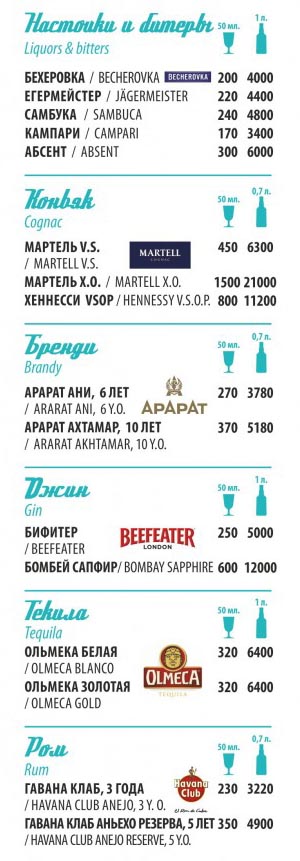 Настойки и битеры 50 мл. 1 л.
Liquors & bitters
БЕХЕРОВКА / BECHEROVKA BECHEROVKA 200 4000
ЕГЕРМЕЙСТЕР / JÄGERMEISTER 220 4400
САМБУКА / SAMBUCA 240 4800
КАМПАРИ / CAMPARI 170 3400
АБСЕНТ / ABSENT 300 6000
Коньяк 50 мл. 0,7 л.
Cognac
МАРТЕЛЬ V.S. MARTELL COGNAC 450 6300
/ MARTELL V.S.
МАРТЕЛЬ X.O. / MARTELL X.O. 1500 21000
ХЕННЕССИ VSOP / HENNESSY V.S.O.P. 800 11200
Бренди 50 мл. 0,7 л.
Brandy
АРАРАТ АНИ, 6 ЛЕТ 270 3780
/ ARARAT ANI, 6 Y.O. АРАРАТ
АРАРАТ АХТАМАР, 10 ЛЕТ 370 5180
/ ARARAT AKHTAMAR, 10 Y.O.
Джин 50 мл. 1 л.
Gin
БИФИТЕР BEEFEATER LONDON 250 5000
/ BEEFEATER
БОМБЕЙ САПФИР/ BOMBAY SAPPHIRE 600 12000
Текила 50 мл. 1 л.
Tequila
ОЛЬМЕКА БЕЛАЯ 320 6400
/ OLMECA BLANCO OLMECA
ОЛЬМЕКА ЗОЛОТАЯ TEQUILA 320 6400
/ OLMECA GOLD
Ром 50 мл. 0,7 л.
Rum
ГАВАНА КЛУБ, 3 ГОДА Havana Club 230 3220
/ HAVANA CLUB ANEJO, 3 Y. O. El Ron de Cuba
ГАВАНА КЛАБ АНЬЕХО РЕЗЕРВА, 5 ЛЕТ 350 4900
/ HAVANA CLUB ANEJO RESERVE, 5 Y.O.